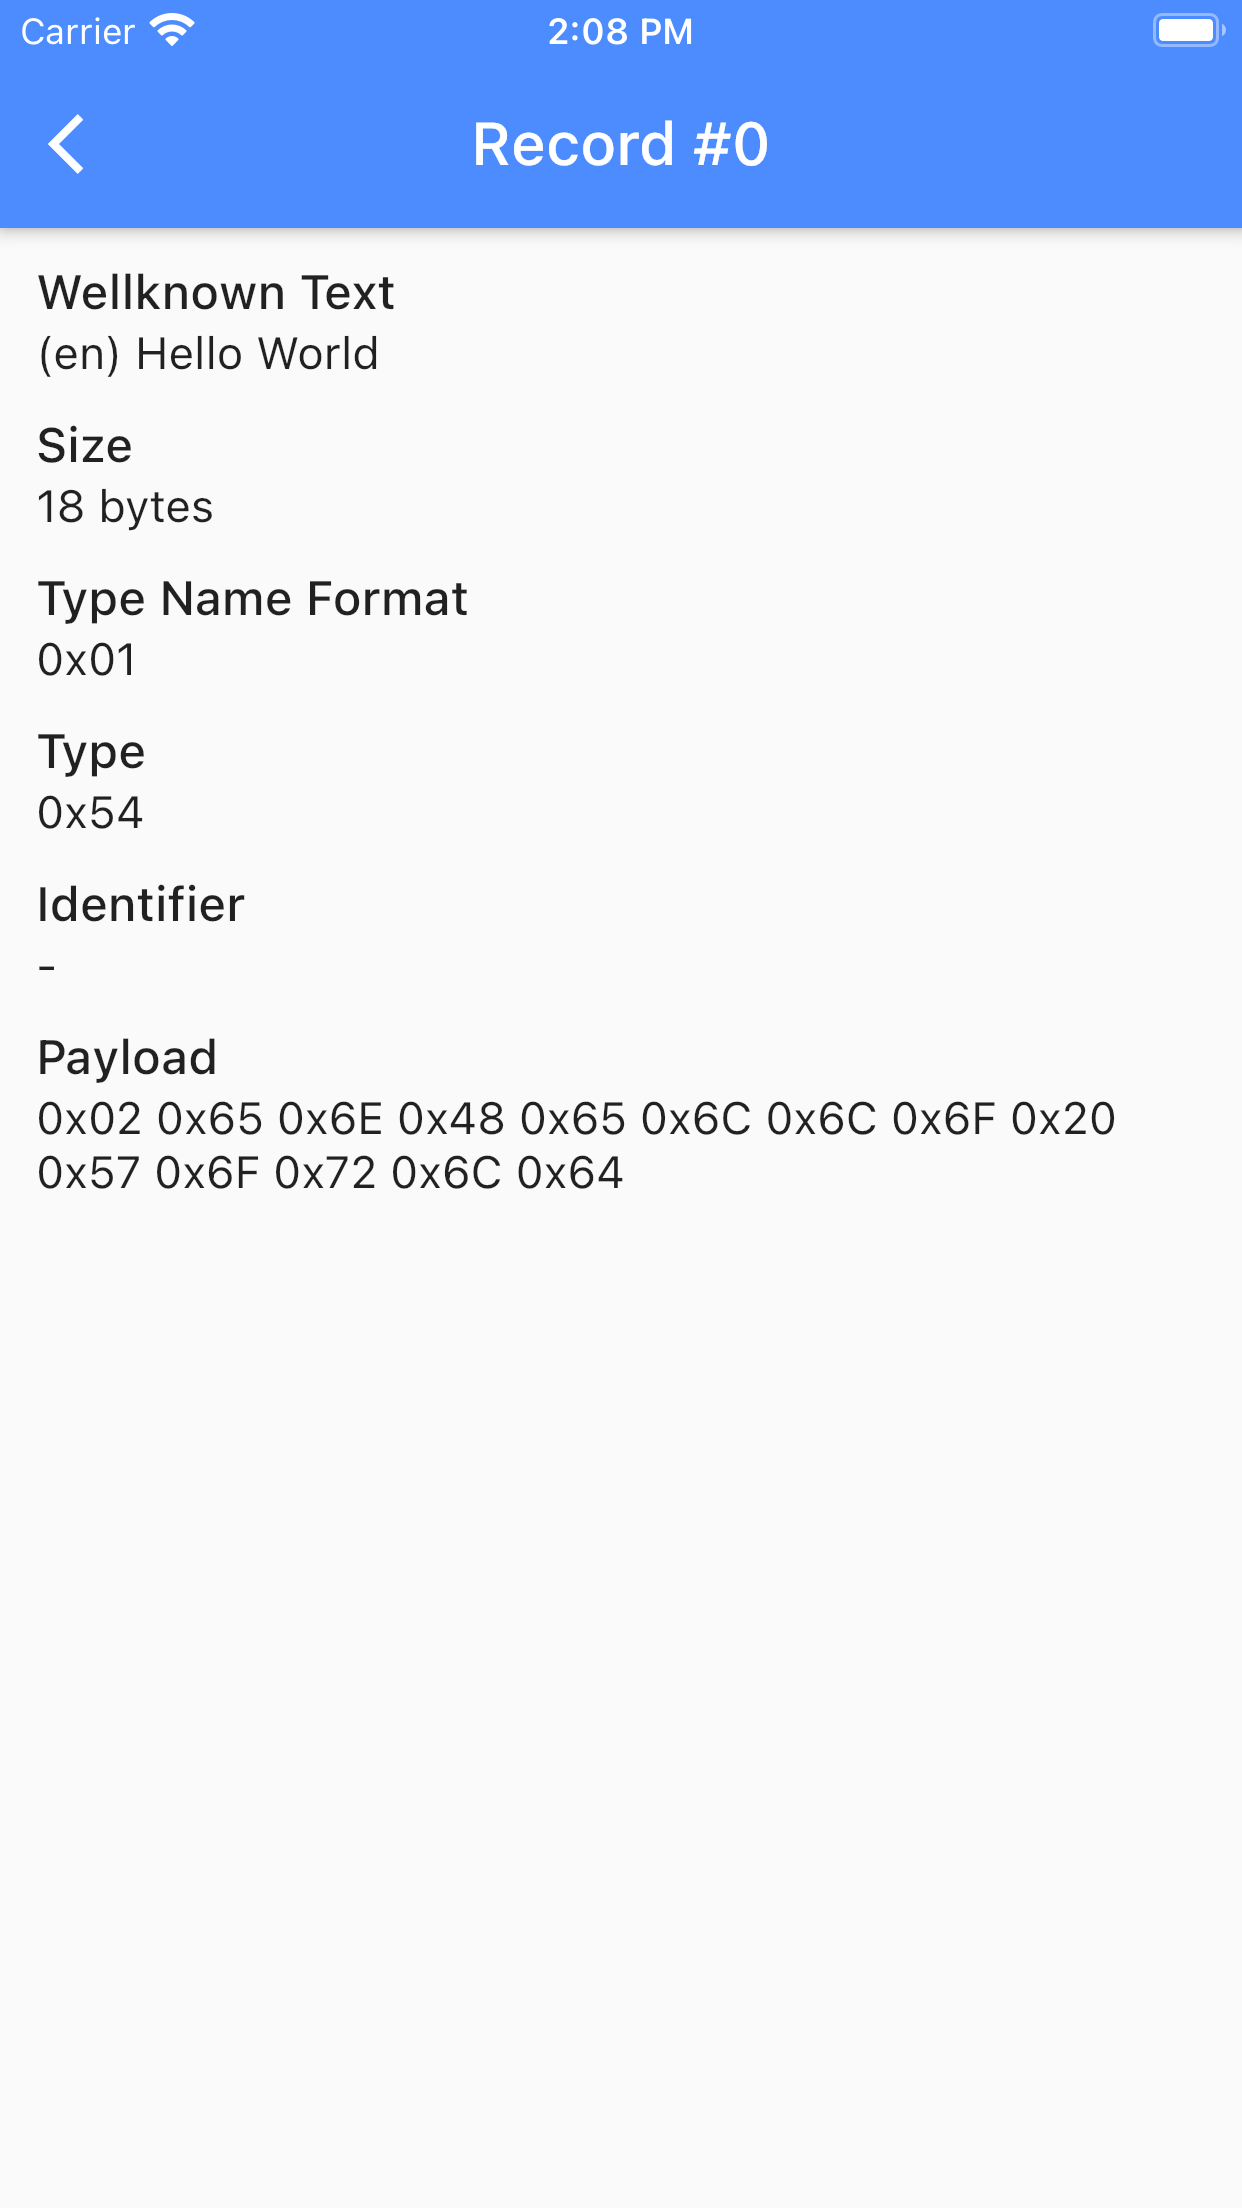 Carrier 2:08 PM
Record #0
Wellknown Text
(en) Hello World
Size
18 bytes
Type Name Format
0x01
Type
0x54
Identifier
-
Payload
0x02 0x65 0x6E 0x48 0x65 0x6C 0x6C 0x6F 0x20
0x57 0x6F 0x72 0x6C 0x64